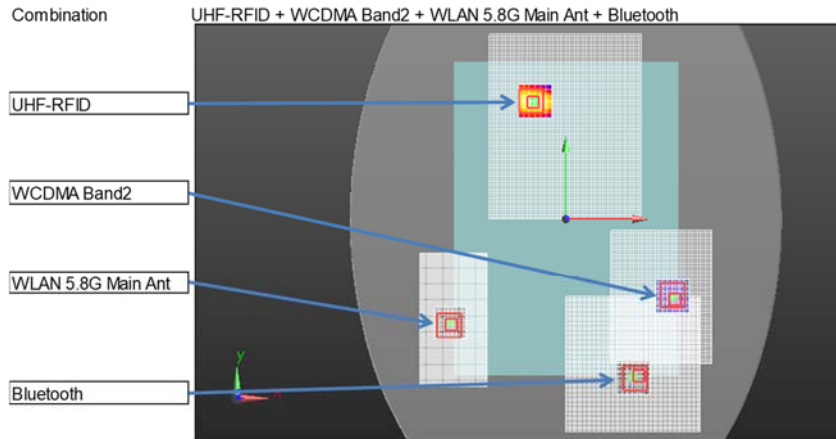 Combination UHF-RFID + WCDMA Band2 + WLAN 5.8G Main Ant + Bluetooth
UHF-RFID
WCDMA Band2
WLAN 5.8G Main Ant
Bluetooth
y